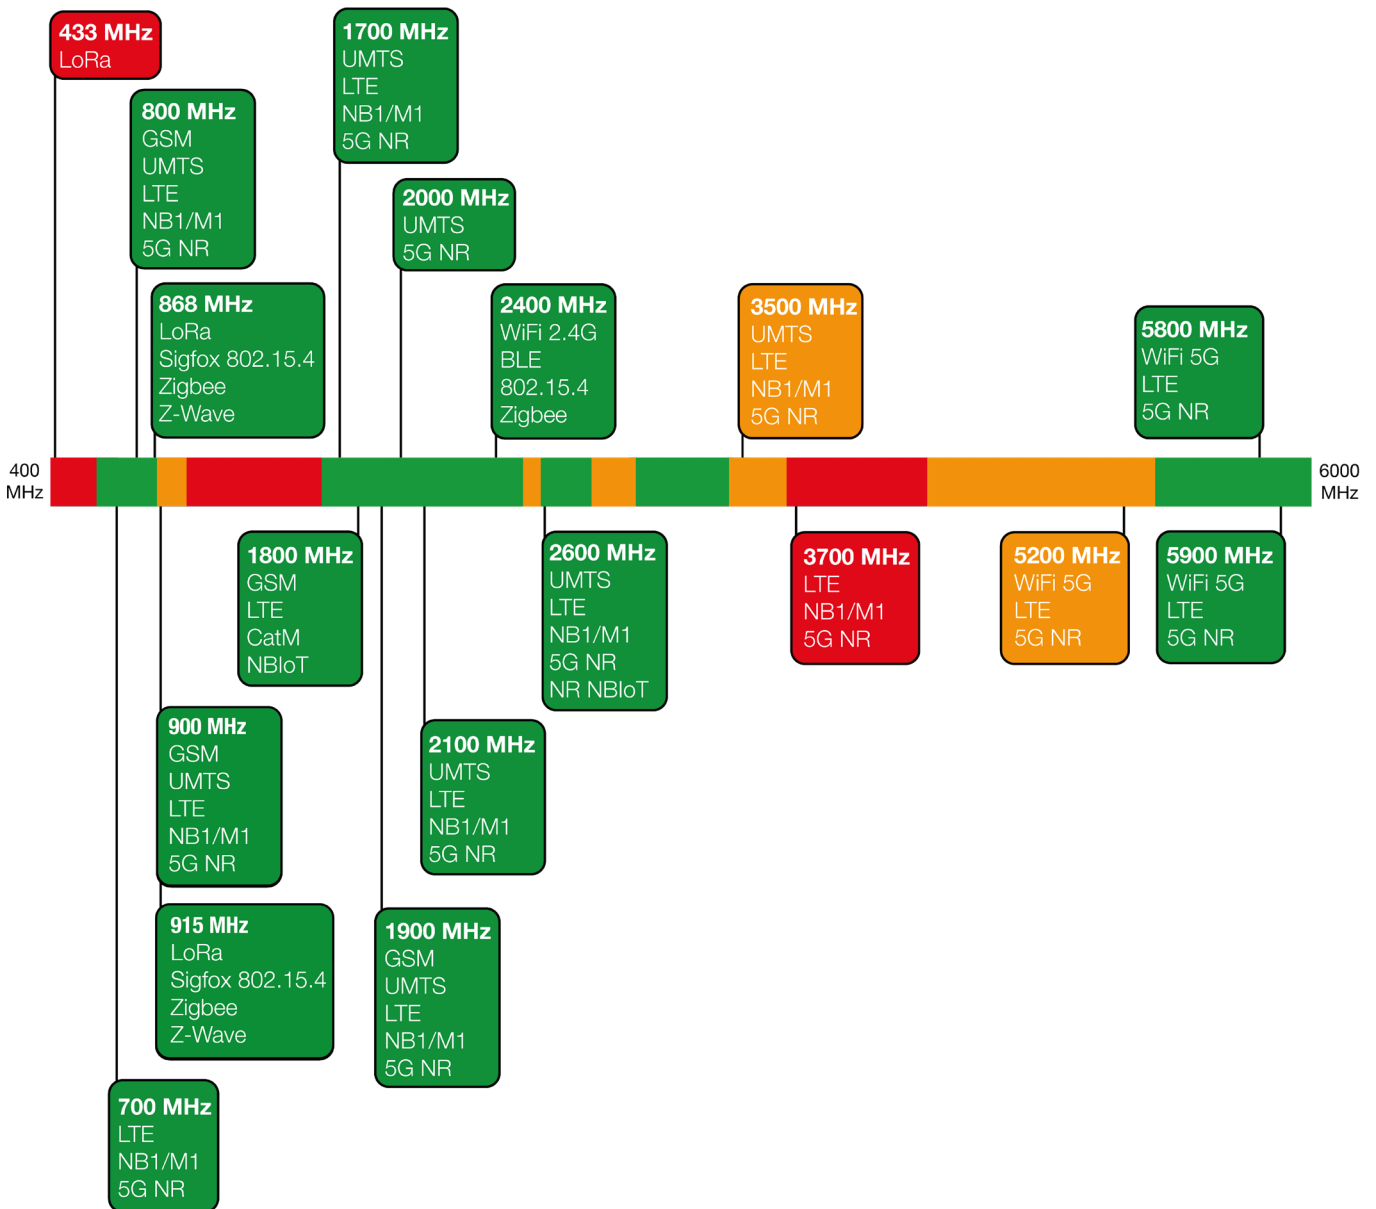 433 MHz
LoRa
800 MHz
GSM
UMTS
LTE
NB1/M1
5G NR
868 MHz
LoRa
Sigfox 802.15.4
Zigbee
Z-Wave
1700 MHz
UMTS
LTE
NB1/M1
5G NR
2000 MHz
UMTS
5G NR
2400 MHz
WiFi 2.4G
BLE
802.15.4
Zigbee
3500 MHz
UMTS
LTE
NB1/M1
5G NR
5800 MHz
WiFi 5G
LTE
5G NR
400
MHz
6000
MHz
1800 MHz
GSM
LTE
CatM
NBIoT
2600 MHz
UMTS
LTE
NB1/M1
5G NR
NR NBIoT
3700 MHz
LTE
NB1/M1
5G NR
5200 MHz
WiFi 5G
LTE
5G NR
5900 MHz
WiFi 5G
LTE
5G NR
900 MHz
GSM
UMTS
LTE
NB1/M1
5G NR
2100 MHz
UMTS
LTE
NB1/M1
5G NR
915 MHz
LoRa
Sigfox 802.15.4
Zigbee
Z-Wave
1900 MHz
GSM
UMTS
LTE
NB1/M1
5G NR
700 MHz
LTE
NB1/M1
5G NR